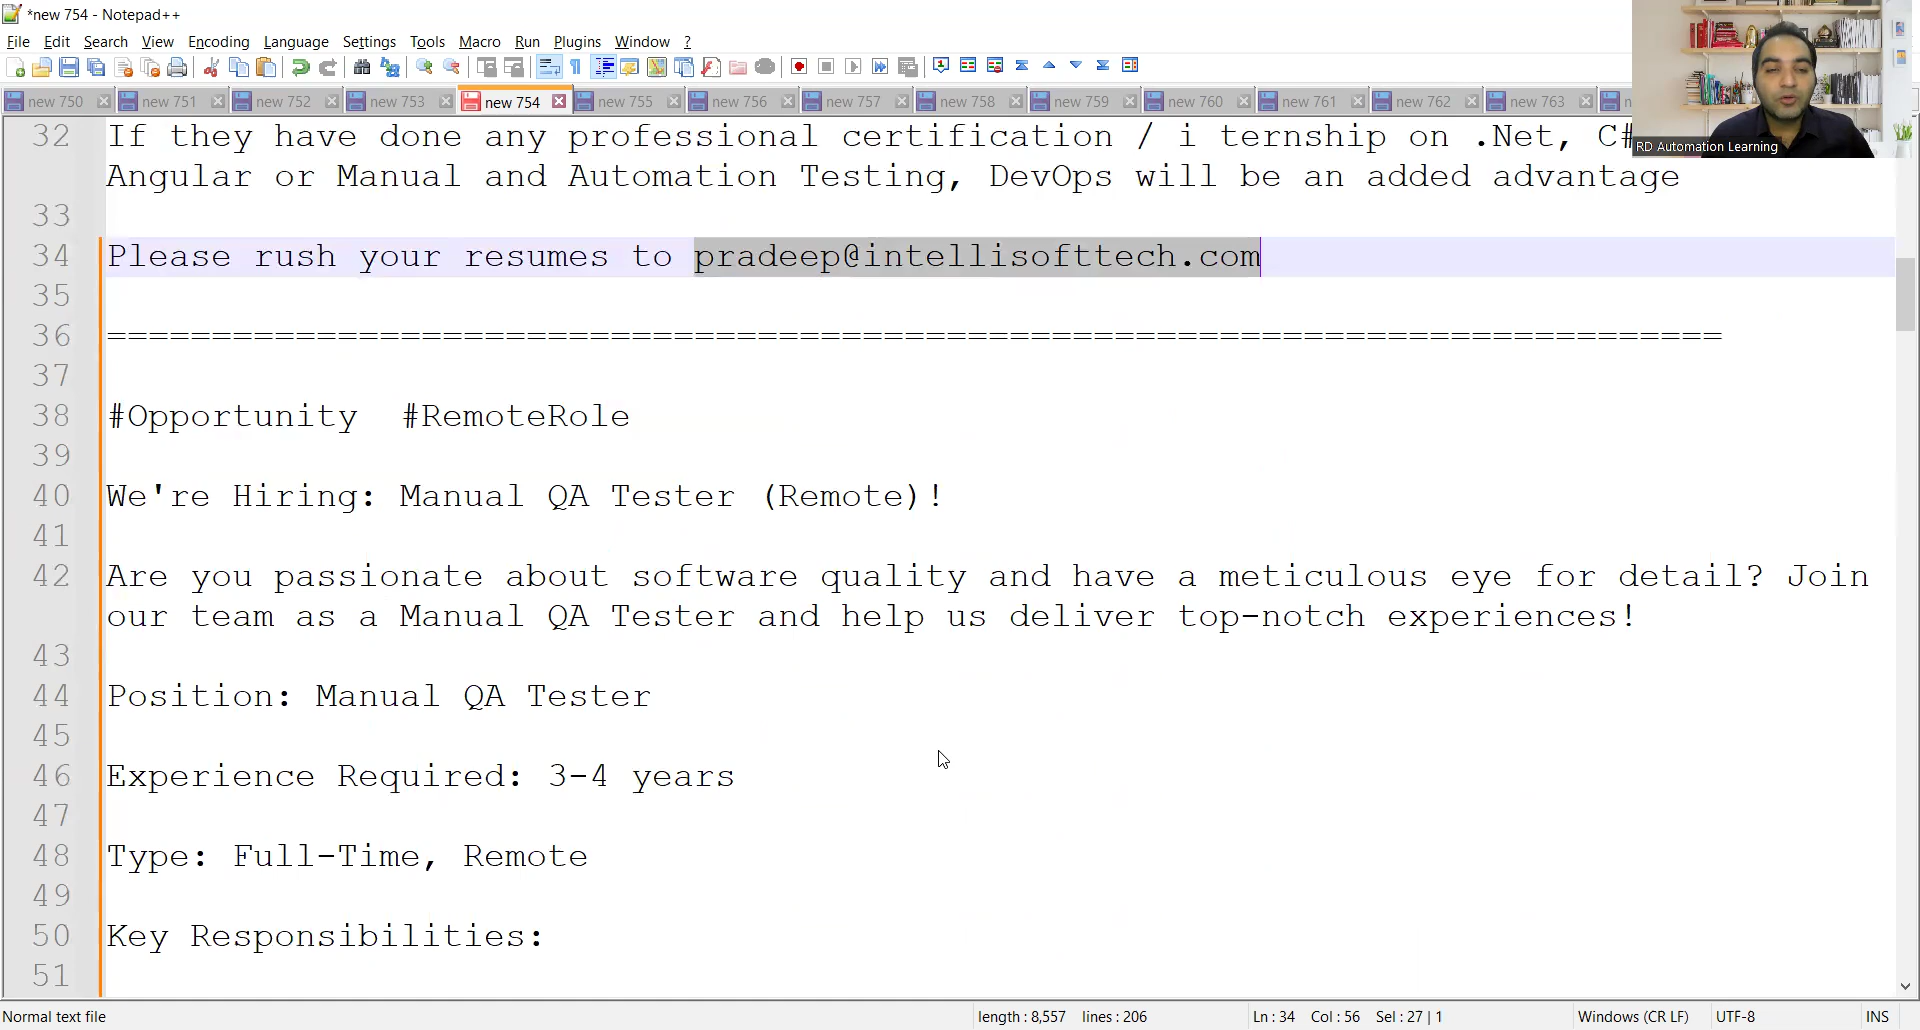 *new 754 - Notepad++
File Edit Search View Encoding Language Settings Tools Macro Run Plugins Window ?
new 750 new 751 new 752 new 753 new 754 new 755 new 756 new 757 new 758 new 759 new 760 new 761 new 762 new 763
RD Automation Learning
32 If they have done any professional certification / i ternship on .Net, C#
Angular or Manual and Automation Testing, DevOps will be an added advantage
33
34 Please rush your resumes to pradeep@intellisofttech.com
35
36 =============================================================================
37
38 #Opportunity  #RemoteRole
39
40 We're Hiring: Manual QA Tester (Remote)!
41
42 Are you passionate about software quality and have a meticulous eye for detail? Join
our team as a Manual QA Tester and help us deliver top-notch experiences!
43
44 Position: Manual QA Tester
45
46 Experience Required: 3-4 years
47
48 Type: Full-Time, Remote
49
50 Key Responsibilities:
51
Normal text file length : 8,557 lines : 206 Ln : 34 Col : 56 Sel : 27 | 1 Windows (CR LF) UTF-8 INS